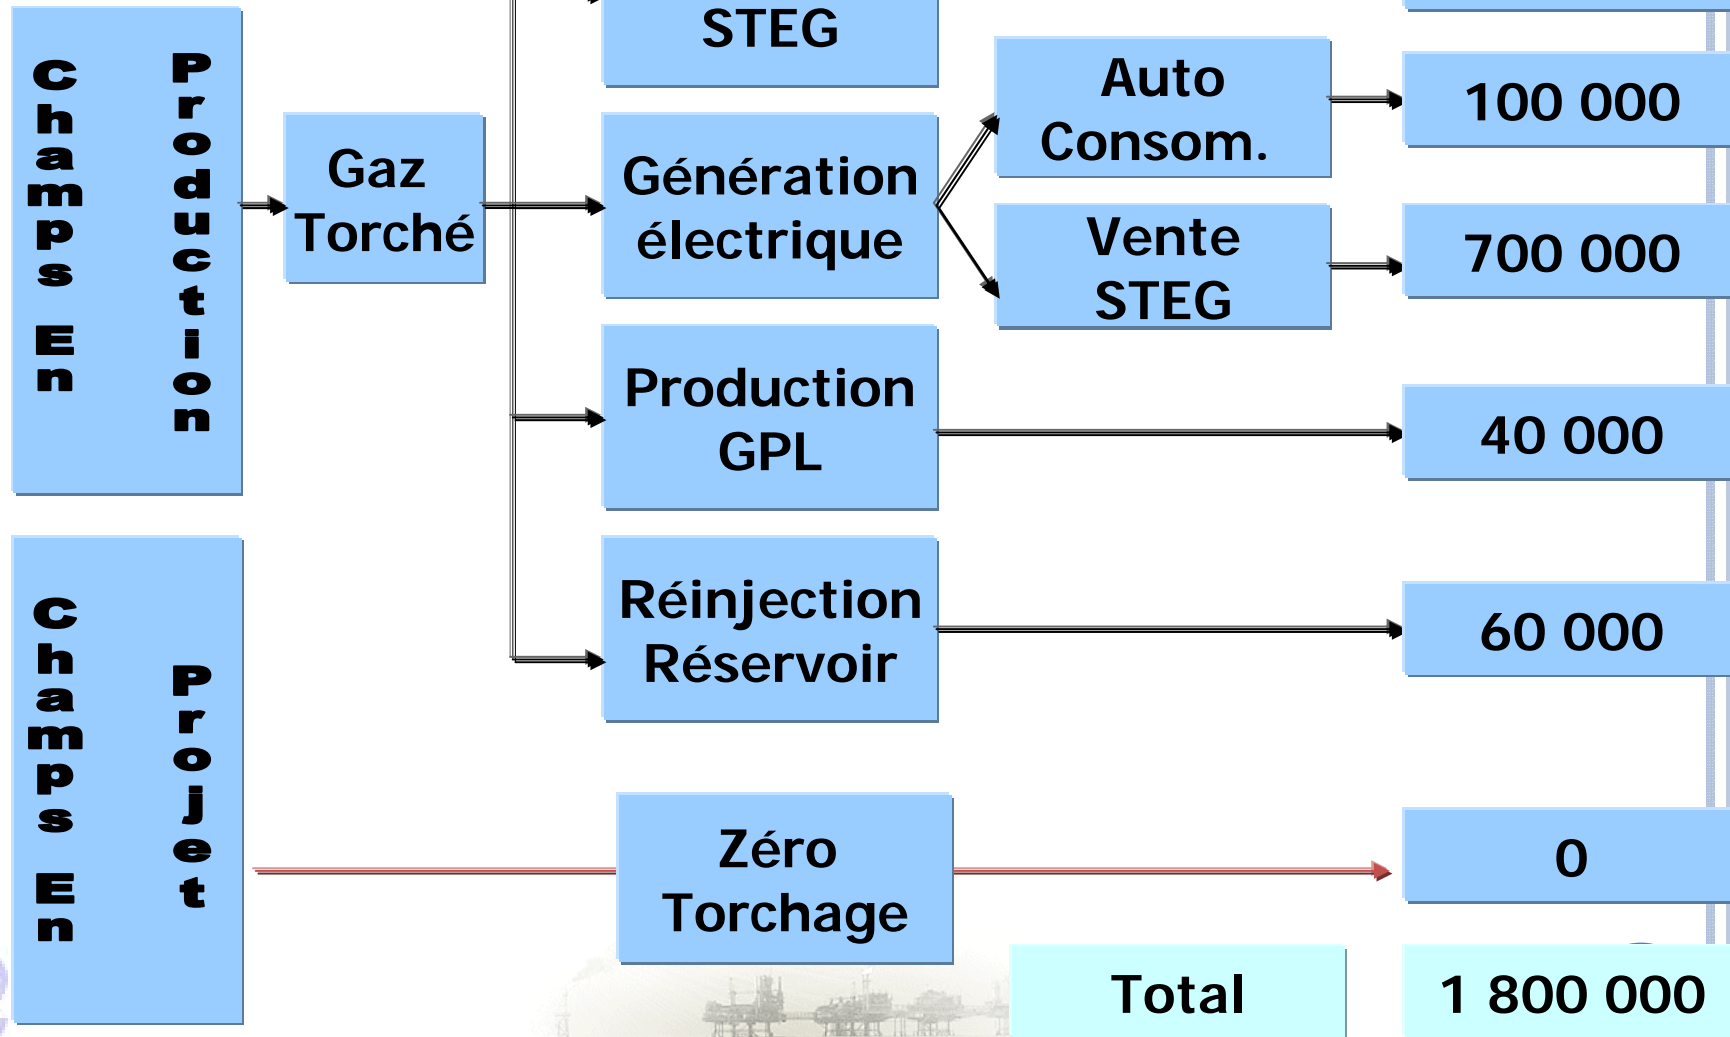 Champs En
Production
Gaz
Torché
STEG
Génération
électrique
Auto
Consom.
100 000
Vente
STEG
700 000
Production
GPL
40 000
Réinjection
Réservoir
60 000
Champs En
Projet
Zéro
Torchage
0
Total
1 800 000